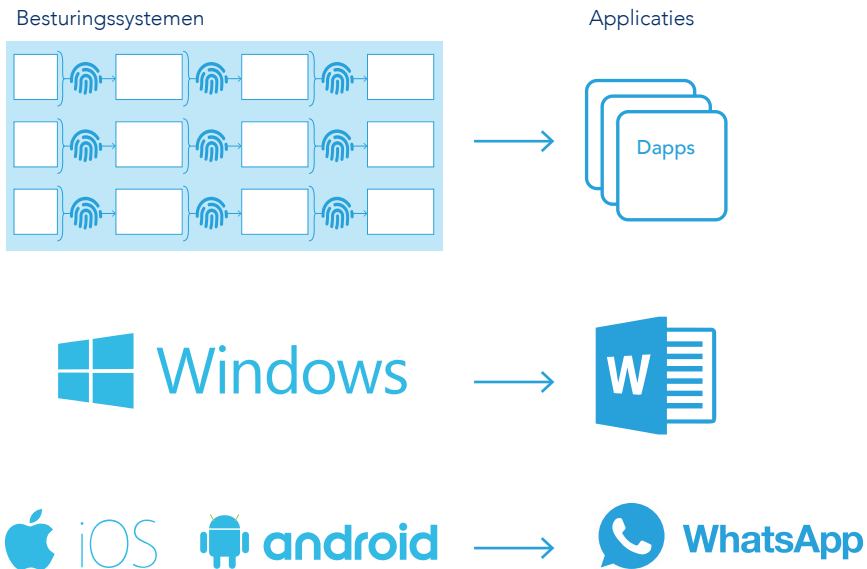 Besturingssystemen
Applicaties
Dapps
Windows
W
iOS
android
WhatsApp